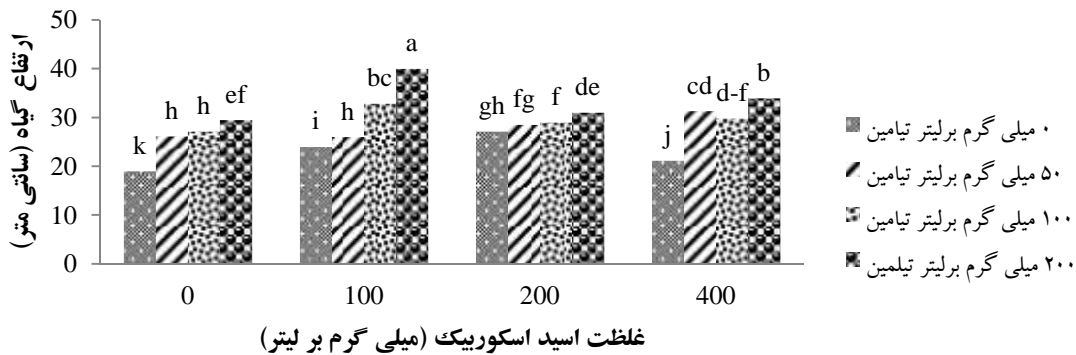 ارتفاع گیاه (سانتی متر)
50
40
30
20
10
0
k
h
h
ef
i
h
bc
a
gh
fg
f
de
j
cd
d-f
b
0
100
200
400
غلظت اسید اسکوربیک (میلی گرم بر لیتر)
۰ میلی گرم برلیتر تیامین
۵۰ میلی گرم برلیتر تیامین
۱۰۰ میلی گرم برلیتر تیامین
۲۰۰ میلی گرم برلیتر تیلمین